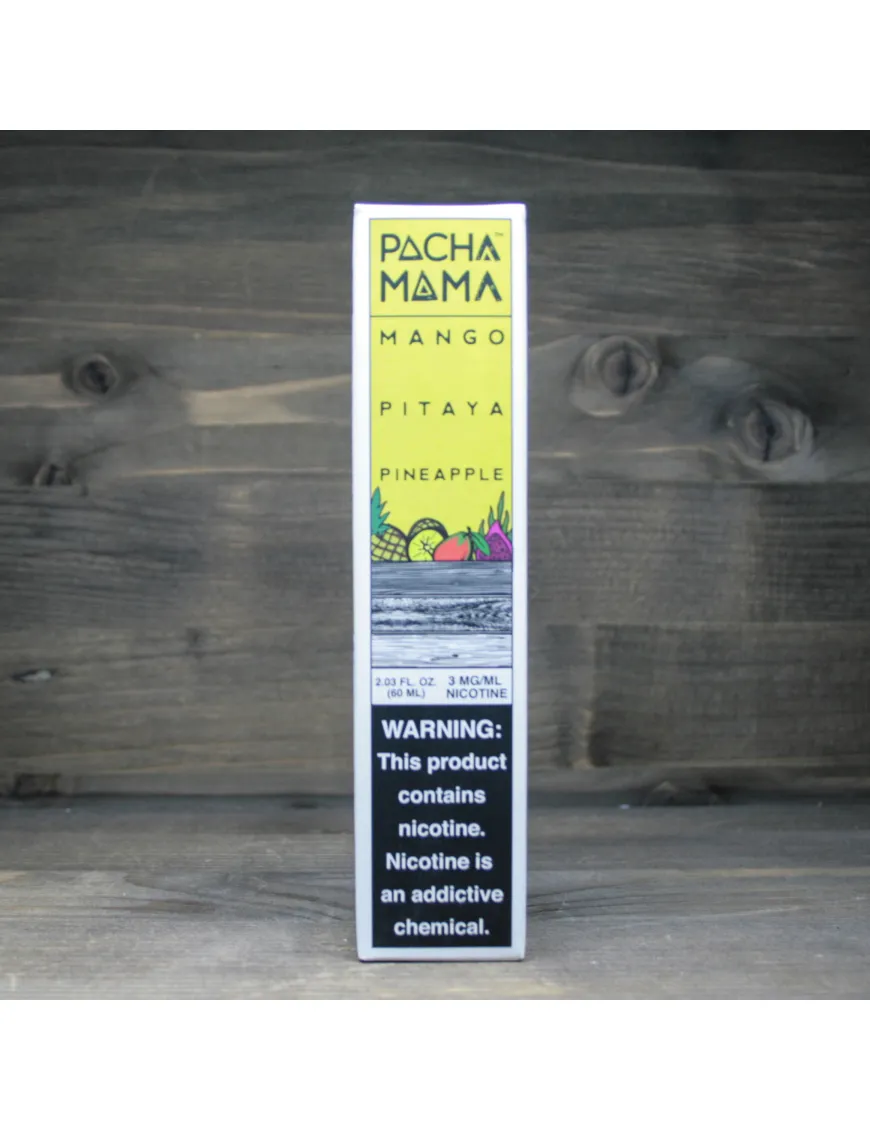 PACHA™
MAMA
MANGO
PITAYA
PINEAPPLE
2.03 FL. OZ. 3 MG/ML
(60 ML) NICOTINE
WARNING:
This product
contains
nicotine.
Nicotine is
an addictive
chemical.